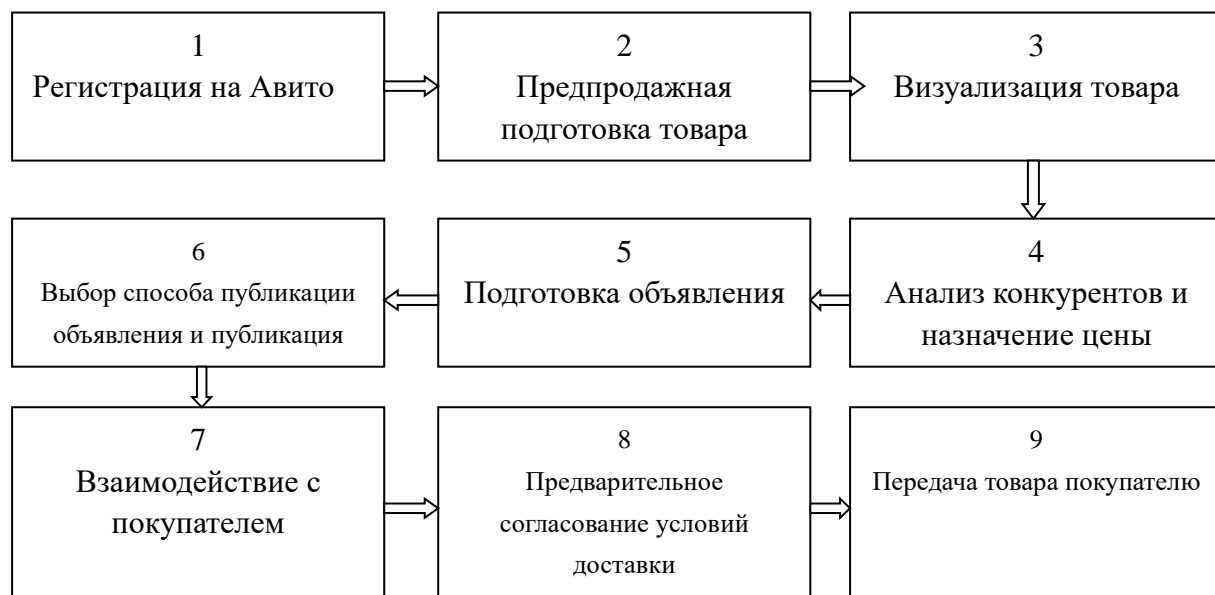 1
Регистрация на Авито
2
Предпродажная
подготовка товара
3
Визуализация товара
4
Анализ конкурентов и
назначение цены
5
Подготовка объявления
6
Выбор способа публикации
объявления и публикация
7
Взаимодействие с
покупателем
8
Предварительное
согласование условий
доставки
9
Передача товара покупателю